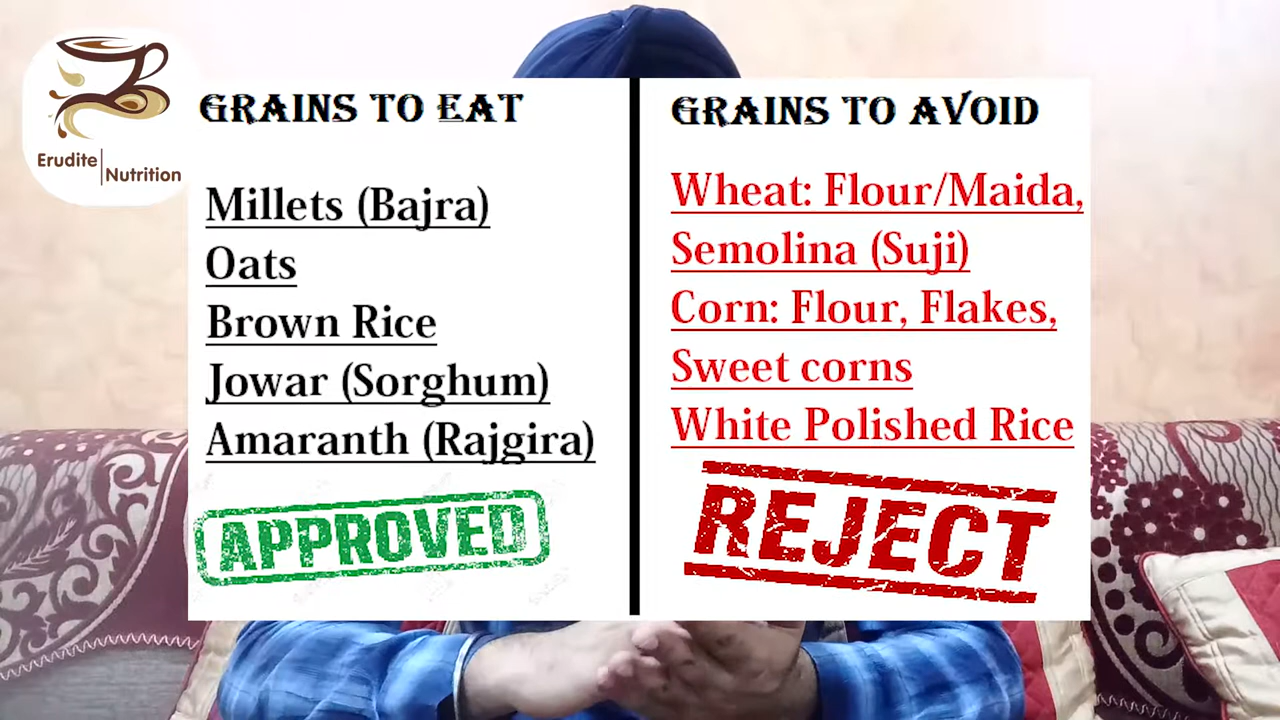 Erudite
Nutrition
GRAINS TO EAT
Millets (Bajra)
Oats
Brown Rice
Jowar (Sorghum)
Amaranth (Rajgira)
APPROVED
GRAINS TO AVOID
Wheat: Flour/Maida,
Semolina (Suji)
Corn: Flour, Flakes,
Sweet corns
White Polished Rice
REJECT